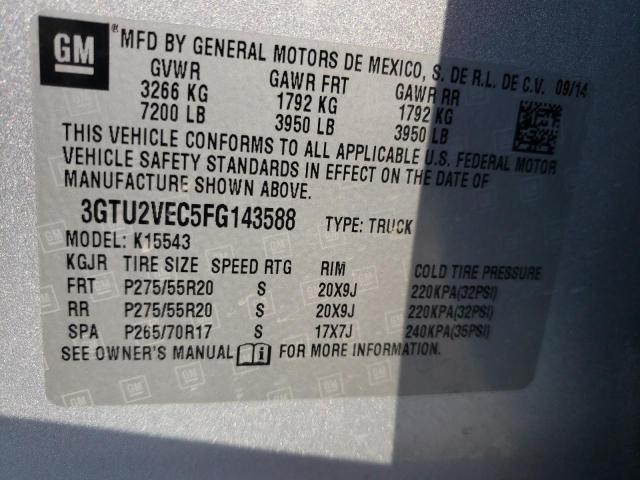 GM
MFD BY GENERAL MOTORS DE MEXICO, S. DE R.L. DE C.V. 09/14
GVWR GAWR FRT GAWR RR
3266 KG 1792 KG 1792 KG
7200 LB 3950 LB 3950 LB
THIS VEHICLE CONFORMS TO ALL APPLICABLE U.S. FEDERAL MOTOR
VEHICLE SAFETY STANDARDS IN EFFECT ON THE DATE OF
MANUFACTURE SHOWN ABOVE.
3GTU2VEC5FG143588 TYPE: TRUCK
MODEL: K15543
KGJR TIRE SIZE SPEED RTG RIM COLD TIRE PRESSURE
FRT P275/55R20 S 20X9J 220KPA(32PSI)
RR P275/55R20 S 20X9J 220KPA(32PSI)
SPA P265/70R17 S 17X7J 240KPA(35PSI)
SEE OWNER'S MANUAL FOR MORE INFORMATION.